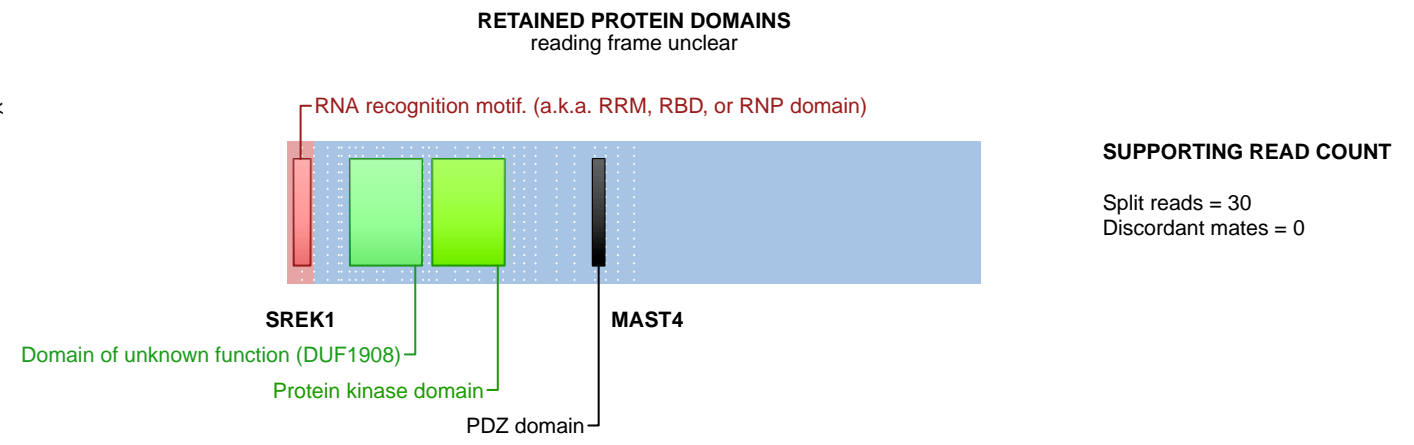 RETAINED PROTEIN DOMAINS
reading frame unclear
RNA recognition motif. (a.k.a. RRM, RBD, or RNP domain)
SUPPORTING READ COUNT
Split reads = 30
Discordant mates = 0
SREK1
MAST4
Domain of unknown function (DUF1908)
Protein kinase domain
PDZ domain